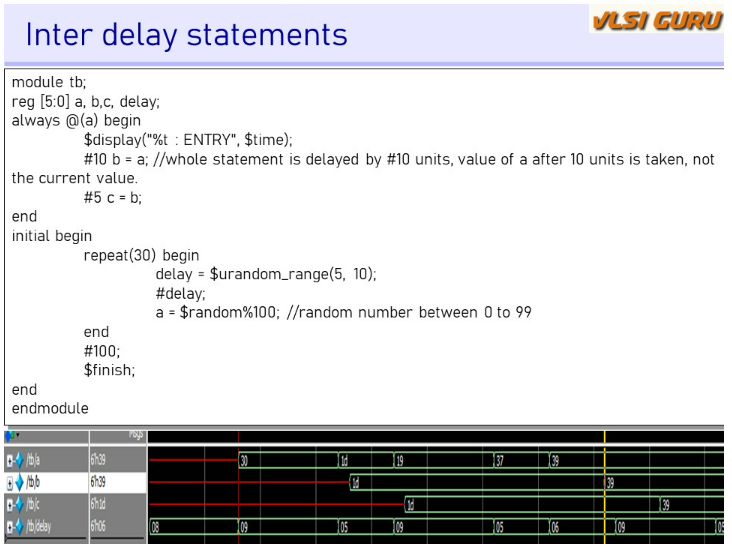 Inter delay statements
VLSI GURU
module tb;
reg [5:0] a, b,c, delay;
always @(a) begin
$display("%t : ENTRY", $time);
#10 b = a; //whole statement is delayed by #10 units, value of a after 10 units is taken, not
the current value.
#5 c = b;
end
initial begin
repeat(30) begin
delay = $urandom_range(5, 10);
#delay;
a = $random%100; //random number between 0 to 99
end
#100;
$finish;
end
endmodule
Msgs
/tb/a 6'h39 30 1d 19 37 39
/tb/b 6'h39 1d 39
/tb/c 6'h1d 1d 39
/tb/delay 6'h06 08 09 05 09 05 06 09